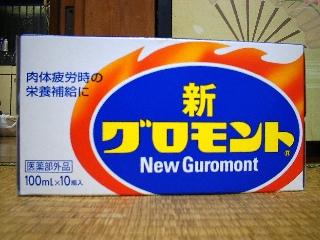 肉体疲労時の
栄養補給に
新
グロモント®
New Guromont
医薬部外品
100mL×10瓶入